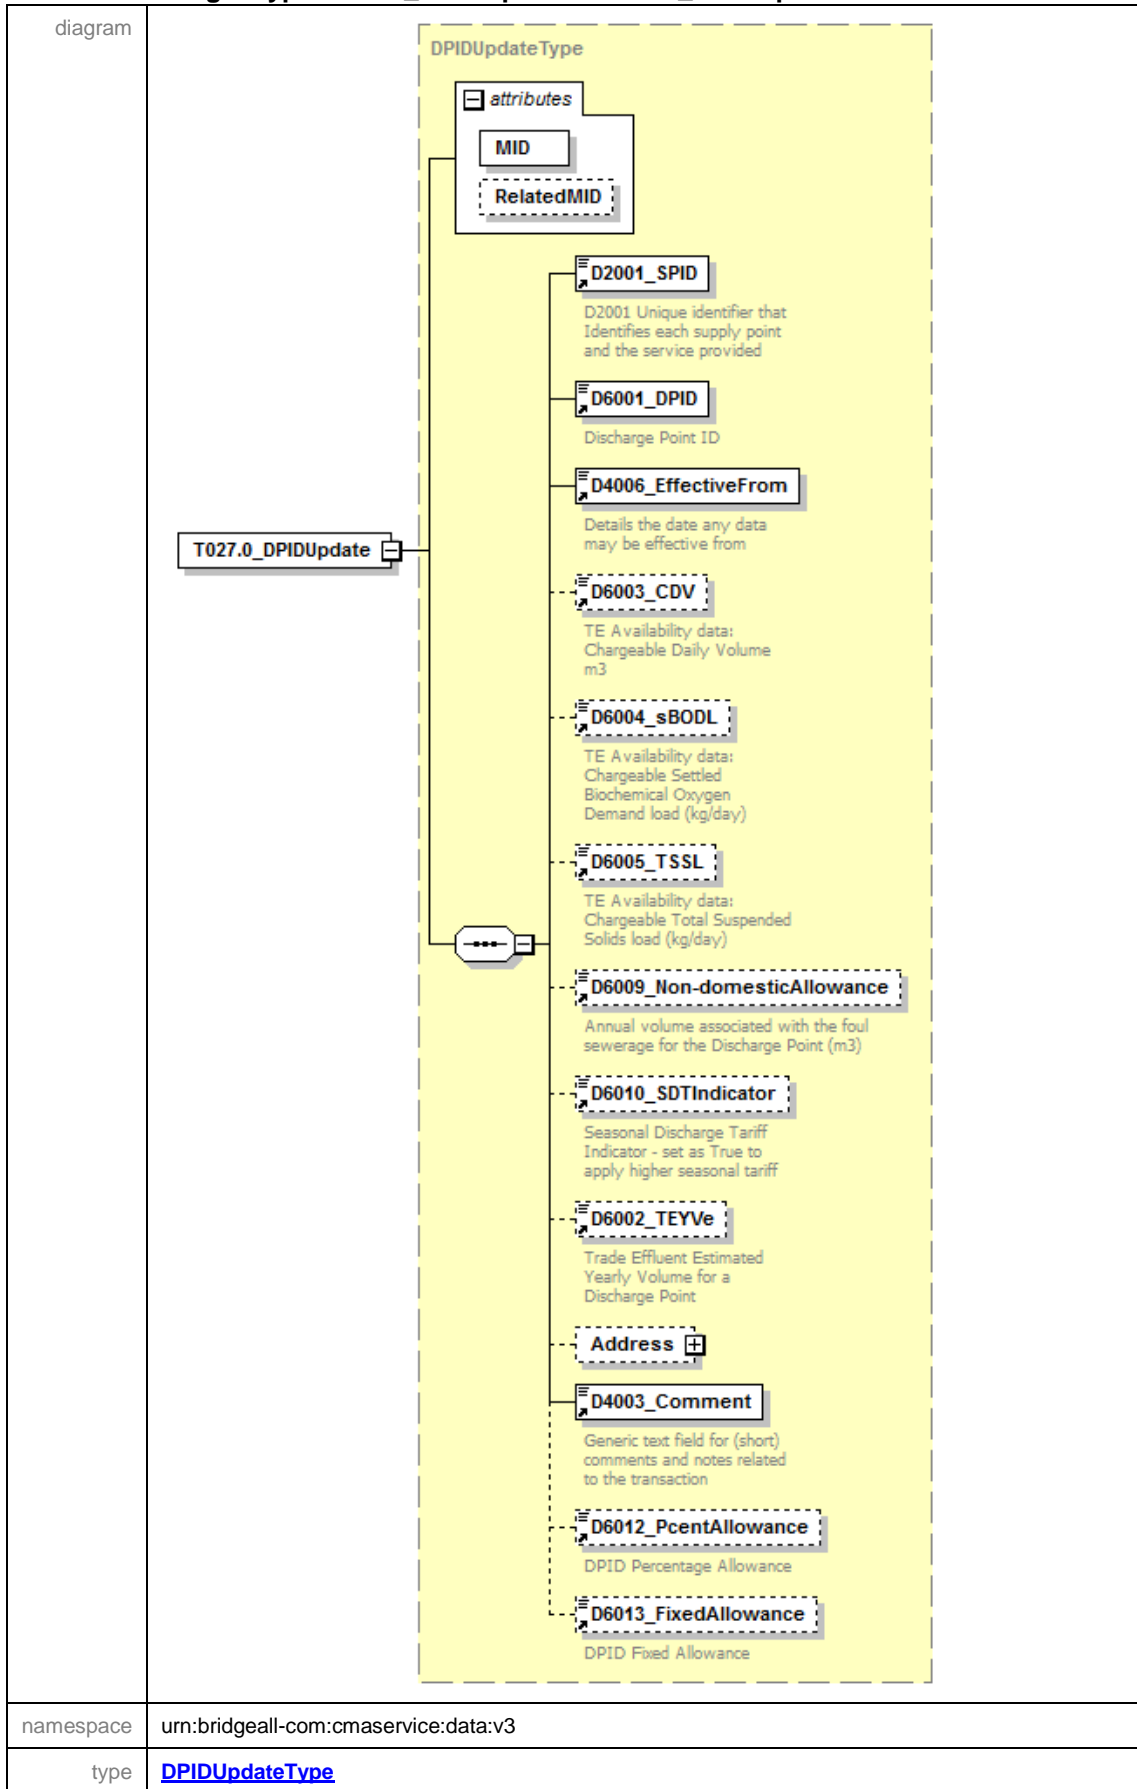 diagram
DPIDUpdateType
attributes
MID
RelatedMID
D2001_SPID
D2001 Unique identifier that
Identifies each supply point
and the service provided
D6001_DPID
Discharge Point ID
D4006_EffectiveFrom
Details the date any data
may be effective from
T027.0_DPIDUpdate
D6003_CDV
TE Availability data:
Chargeable Daily Volume
m3
D6004_sBODL
TE Availability data:
Chargeable Settled
Biochemical Oxygen
Demand load (kg/day)
D6005_TSSL
TE Availability data:
Chargeable Total Suspended
Solids load (kg/day)
D6009_Non-domesticAllowance
Annual volume associated with the foul
sewerage for the Discharge Point (m3)
D6010_SDTIndicator
Seasonal Discharge Tariff
Indicator - set as True to
apply higher seasonal tariff
D6002_TEYVe
Trade Effluent Estimated
Yearly Volume for a
Discharge Point
Address
D4003_Comment
Generic text field for (short)
comments and notes related
to the transaction
D6012_PcentAllowance
DPID Percentage Allowance
D6013_FixedAllowance
DPID Fixed Allowance
namespace urn:bridgeall-com:cmaservice:data:v3
type DPIDUpdateType